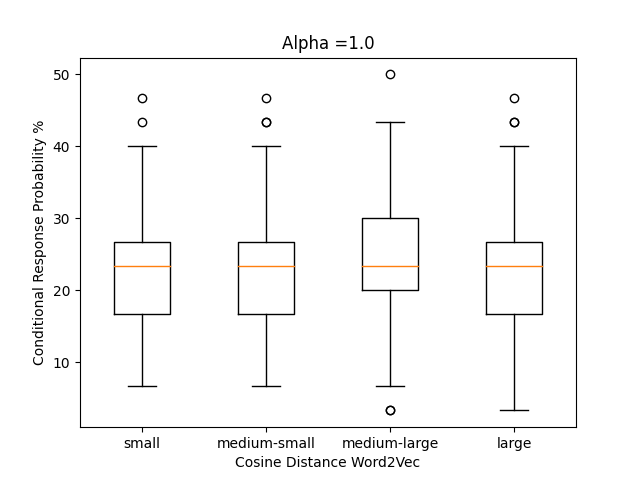 Alpha =1.0
Conditional Response Probability %
50
40
30
20
10
small medium-small medium-large large
Cosine Distance Word2Vec